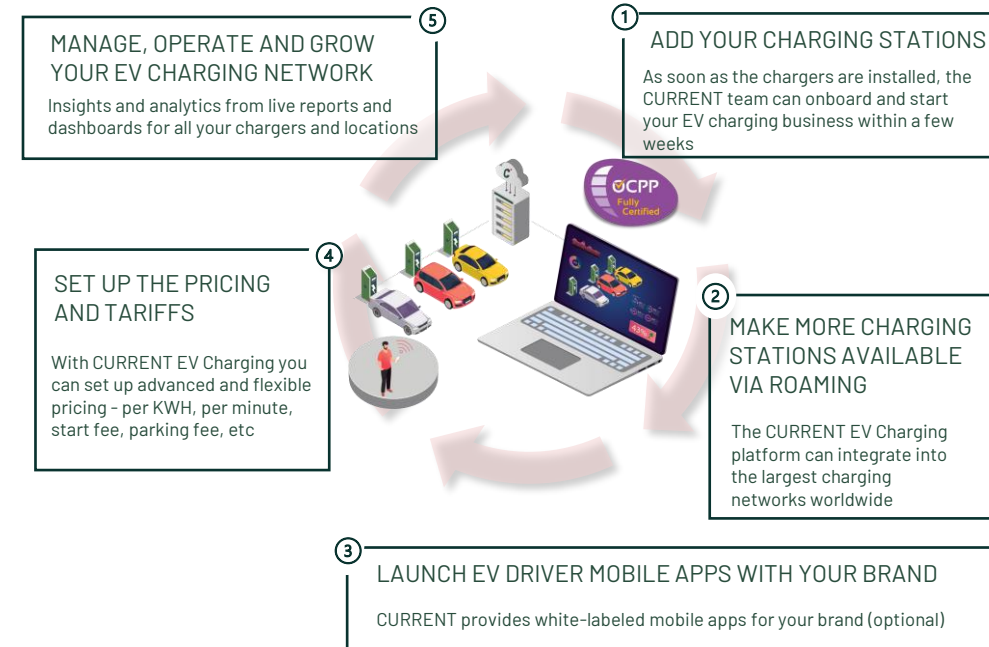 1
ADD YOUR CHARGING STATIONS
As soon as the chargers are installed, the
CURRENT team can onboard and start
your EV charging business within a few
weeks
2
MAKE MORE CHARGING
STATIONS AVAILABLE
VIA ROAMING
The CURRENT EV Charging
platform can integrate into
the largest charging
networks worldwide
3
LAUNCH EV DRIVER MOBILE APPS WITH YOUR BRAND
CURRENT provides white-labeled mobile apps for your brand (optional)
4
SET UP THE PRICING
AND TARIFFS
With CURRENT EV Charging you
can set up advanced and flexible
pricing - per KWH, per minute,
start fee, parking fee, etc
5
MANAGE, OPERATE AND GROW
YOUR EV CHARGING NETWORK
Insights and analytics from live reports and
dashboards for all your chargers and locations
OCPP
Fully
Certified
C
43%